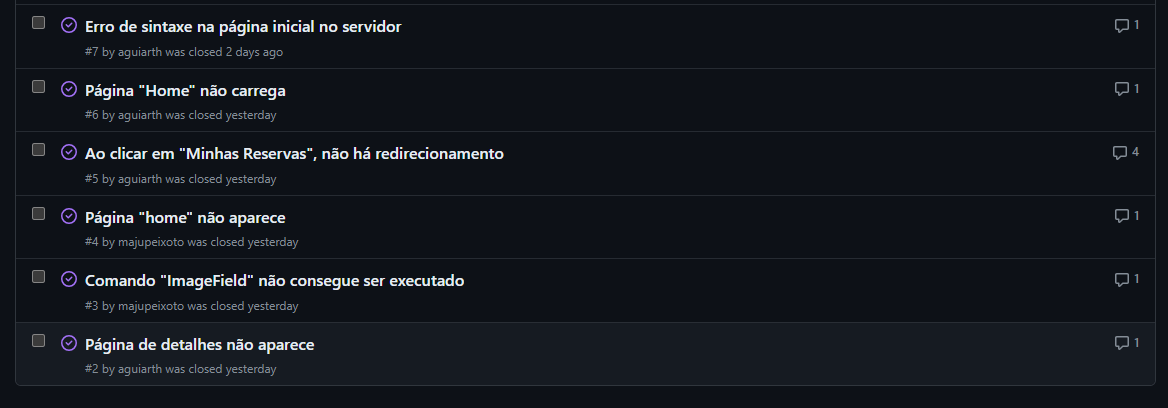 Erro de sintaxe na página inicial no servidor
1
#7 by aguiarth was closed 2 days ago
Página "Home" não carrega
1
#6 by aguiarth was closed yesterday
Ao clicar em "Minhas Reservas", não há redirecionamento
4
#5 by aguiarth was closed yesterday
Página "home" não aparece
1
#4 by majupeixoto was closed yesterday
Comando "ImageField" não consegue ser executado
1
#3 by majupeixoto was closed yesterday
Página de detalhes não aparece
1
#2 by aguiarth was closed yesterday